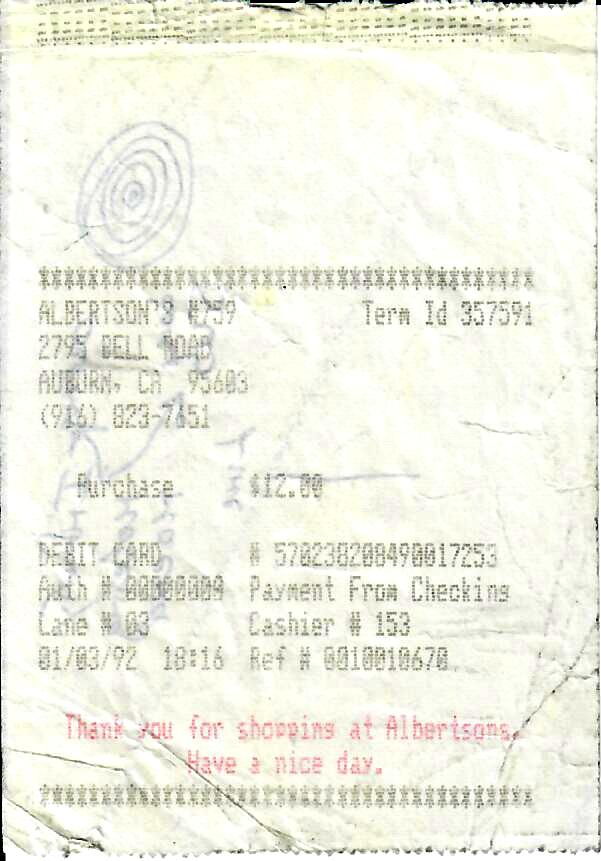 ***************************************
ALBERTSON'S #759 Term Id 357591
2795 BELL ROAD
AUBURN, CA 95603
(916) 823-7651
Purchase $12.00
DEBIT CARD # 570238208490017253
Auth # 00500009 Payment From Checking
Lane # 03 Cashier # 153
01/03/92 18:16 Ref # 0010010670
Thank you for shopping at Albertsons.
Have a nice day.
***************************************